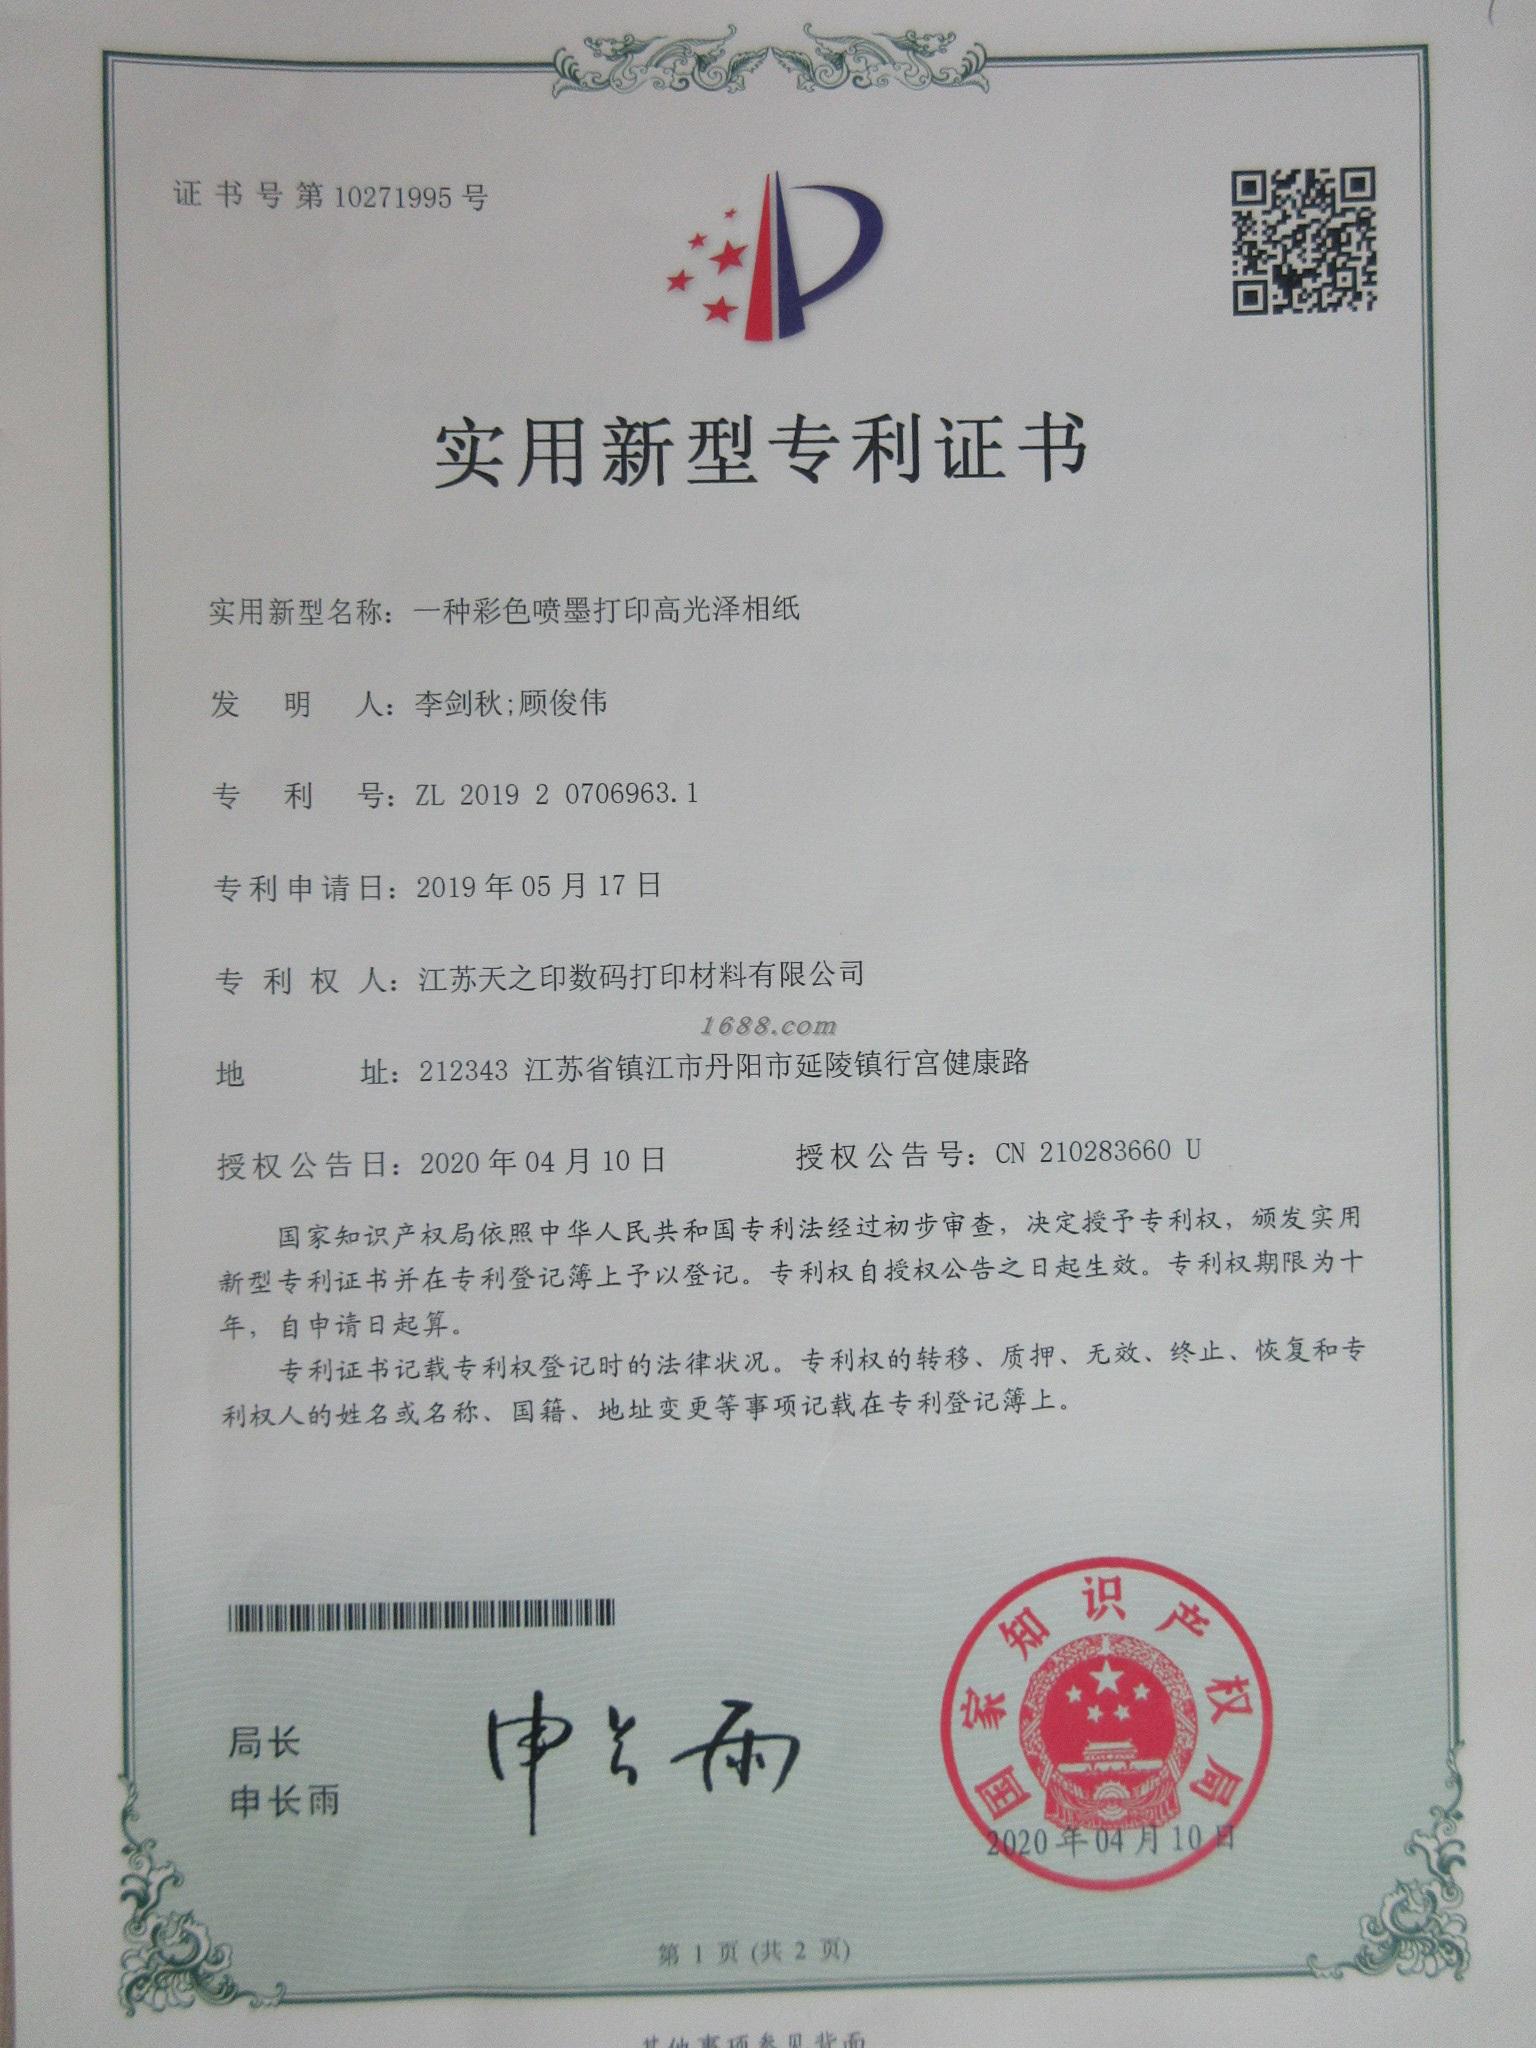 证书号第10271995号
实用新型专利证书
实用新型名称：一种彩色喷墨打印高光泽相纸
发明人：李剑秋;顾俊伟
专利号：ZL 2019 2 0706963.1
专利申请日：2019年05月17日
专利权人：江苏天之印数码打印材料有限公司
1688.com
地址：212343 江苏省镇江市丹阳市延陵镇行宫健康路
授权公告日：2020年04月10日 授权公告号：CN 210283660 U
国家知识产权局依照中华人民共和国专利法经过初步审查，决定授予专利权，颁发实用
新型专利证书并在专利登记簿上予以登记。专利权自授权公告之日起生效。专利权期限为十
年，自申请日起算。
专利证书记载专利权登记时的法律状况。专利权的转移、质押、无效、终止、恢复和专
利权人的姓名或名称、国籍、地址变更等事项记载在专利登记簿上。
局长
申长雨
申长雨
国家知识产权局
2020年04月10日
第 1 页 (共 2 页)
其他事项参见背面